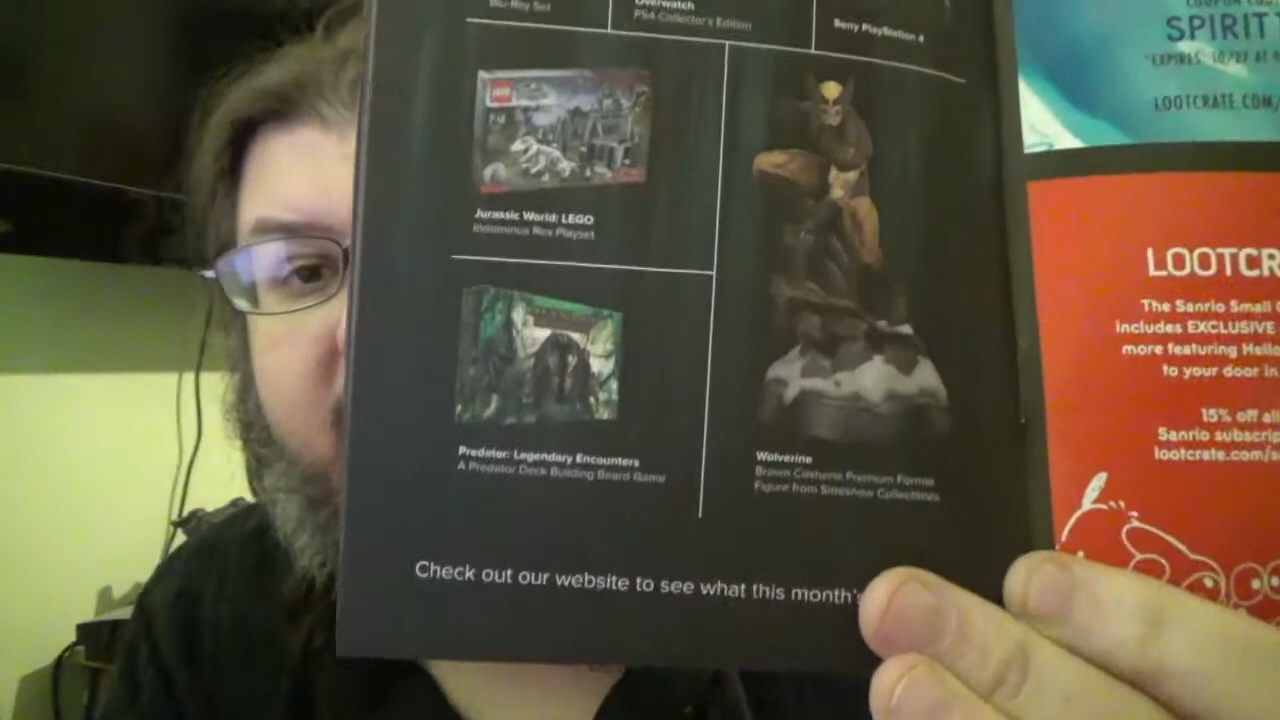 Blu-Ray Set
Overwatch
PS4 Collector's Edition
Sony PlayStation 4
LEGO
Jurassic World: LEGO
Indominus Rex Playset
Predator: Legendary Encounters
A Predator Deck Building Board Game
Wolverine
Brown Costume Premium Format
Figure from Sideshow Collectibles
Check out our website to see what this month's
COUPON COD
SPIRIT
*EXPIRES 10/27 AT
LOOTCRATE.COM/
LOOTCR
The Sanrio Small
includes EXCLUSIVE
more featuring Hell
to your door in
15% off all
Sanrio subscrip
lootcrate.com/s